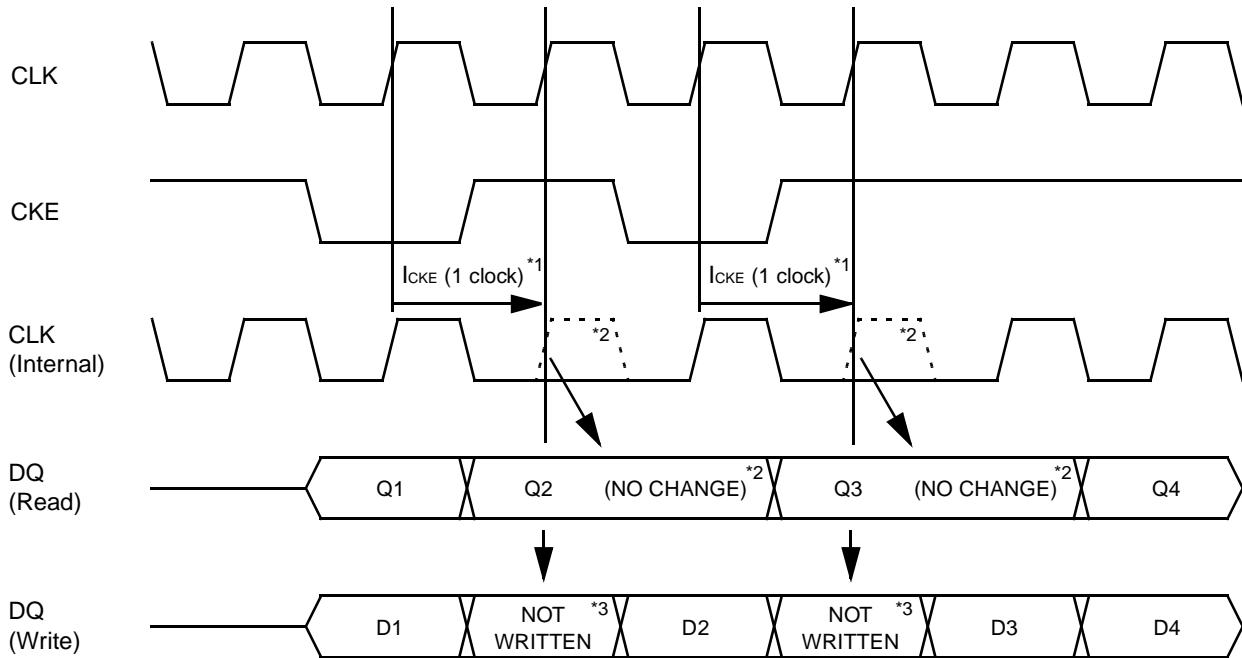 CLK
CKE
ICKE (1 clock) *1
ICKE (1 clock) *1
CLK
(Internal)
*2
*2
DQ
(Read)
Q1
Q2
(NO CHANGE) *2
Q3
(NO CHANGE) *2
Q4
DQ
(Write)
D1
NOT *3
WRITTEN
D2
NOT *3
WRITTEN
D3
D4